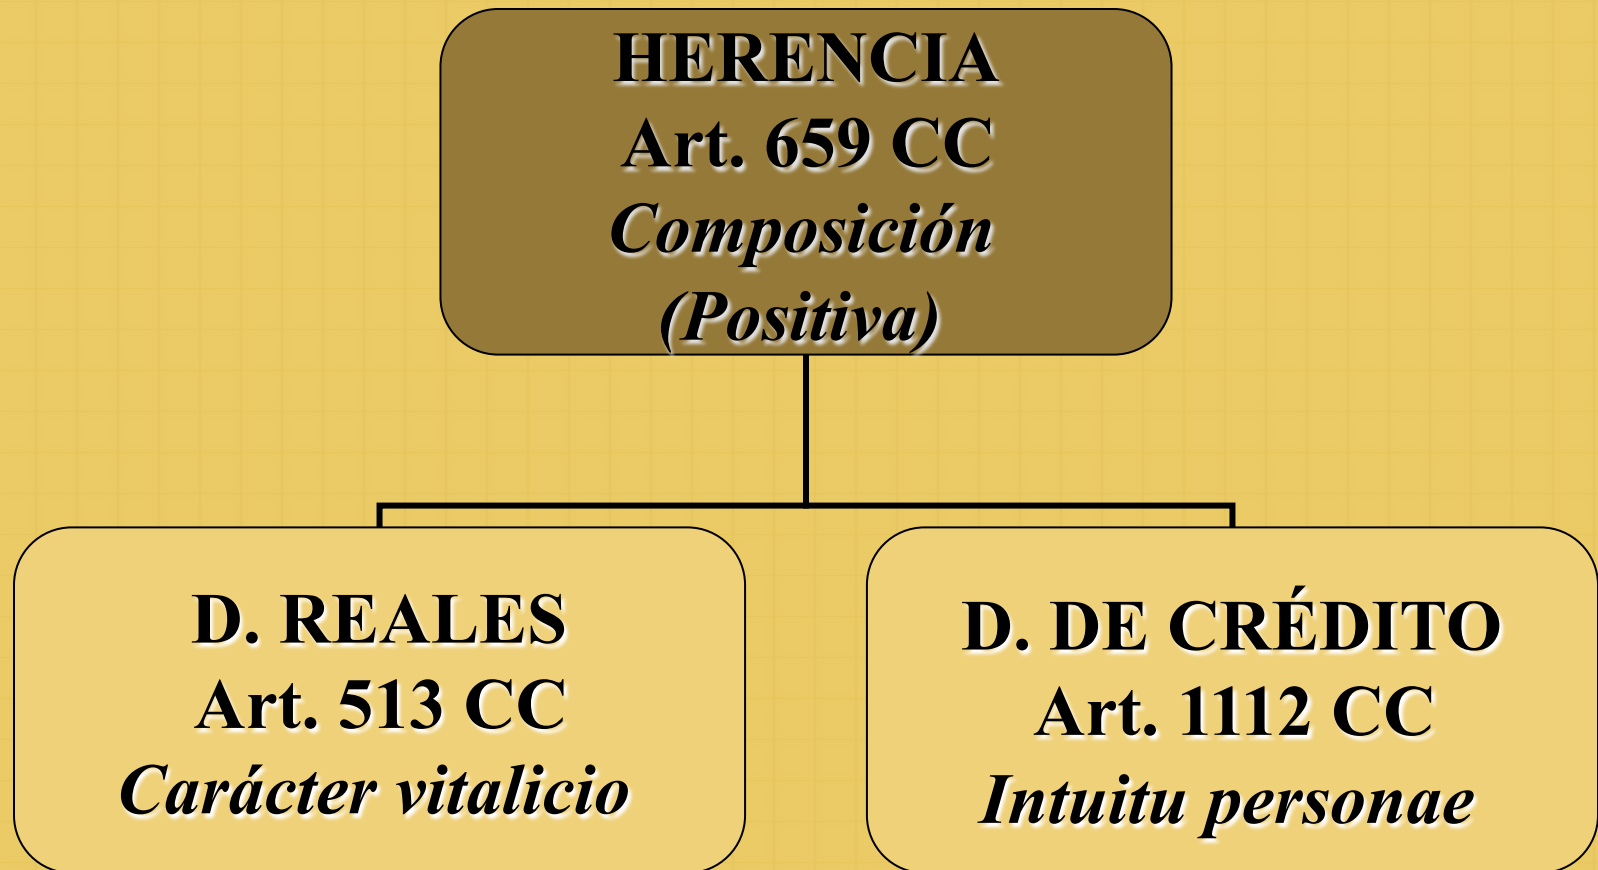 HERENCIA
Art. 659 CC
Composición
(Positiva)
D. REALES
Art. 513 CC
Carácter vitalicio
D. DE CRÉDITO
Art. 1112 CC
Intuitu personae